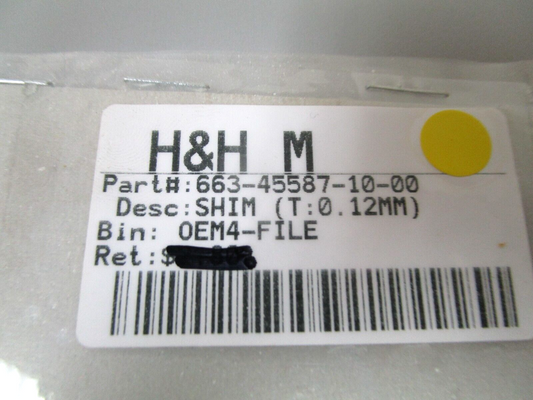 H&H M
Part#:663-45587-10-00
Desc:SHIM (T:0.12MM)
Bin: OEM4-FILE
Ret:$